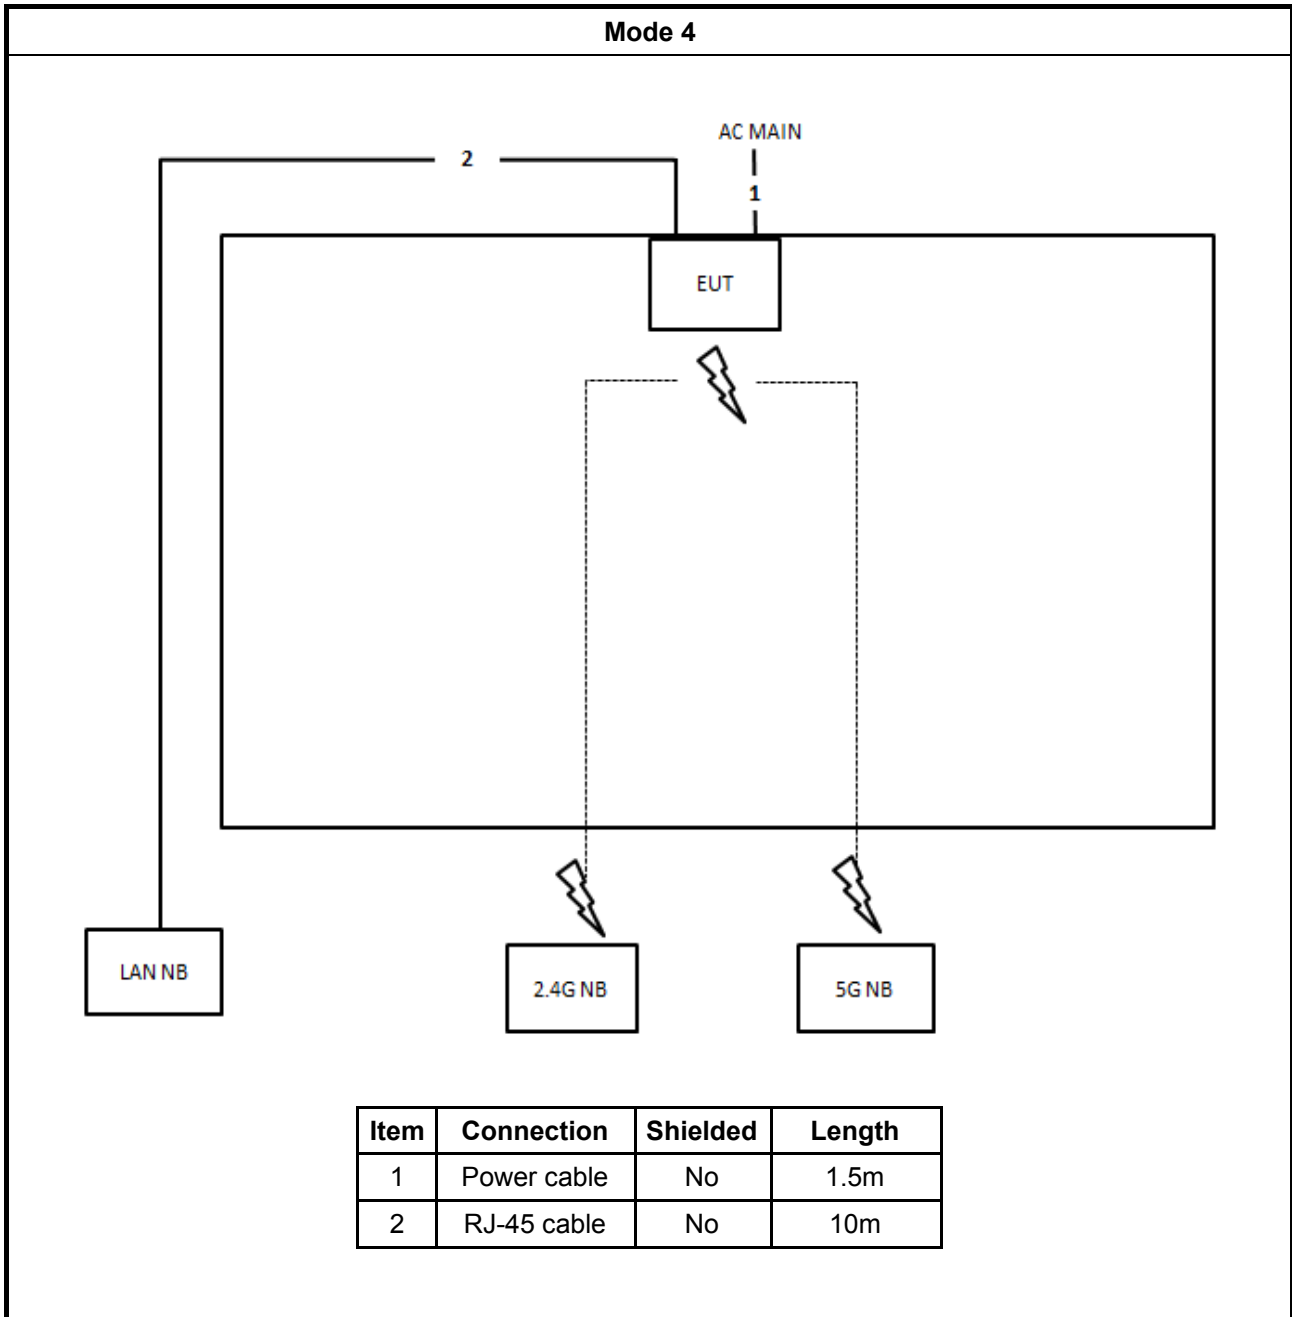 Mode 4
AC MAIN
2
1
EUT
LAN NB
2.4G NB
5G NB
Item Connection Shielded Length
1 Power cable No 1.5m
2 RJ-45 cable No 10m